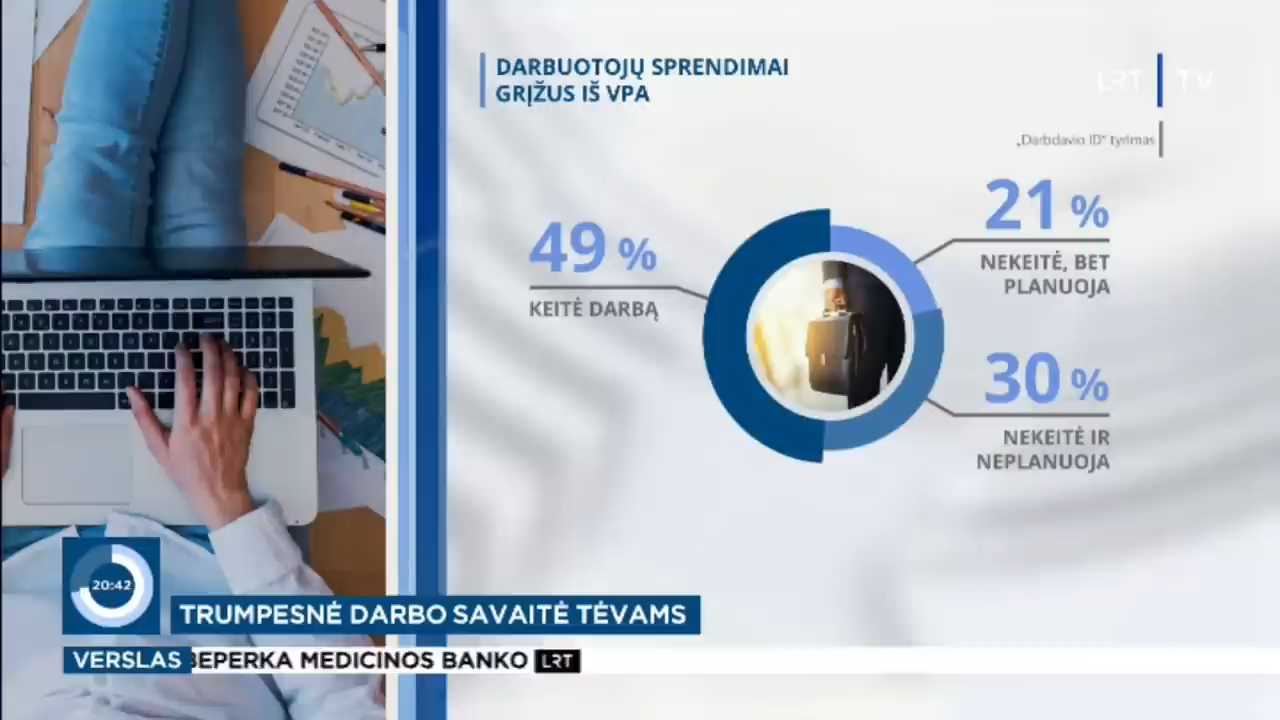 DARBUOTOJŲ SPRENDIMAI
GRĮŽUS IŠ VPA
LRT TV
„Darbdavio ID“ tyrimas
49 %
KEITĖ DARBĄ
21 %
NEKEITĖ, BET
PLANUOJA
30 %
NEKEITĖ IR
NEPLANUOJA
20:42
TRUMPESNĖ DARBO SAVAITĖ TĖVAMS
VERSLAS BEPERKA MEDICINOS BANKO LRT